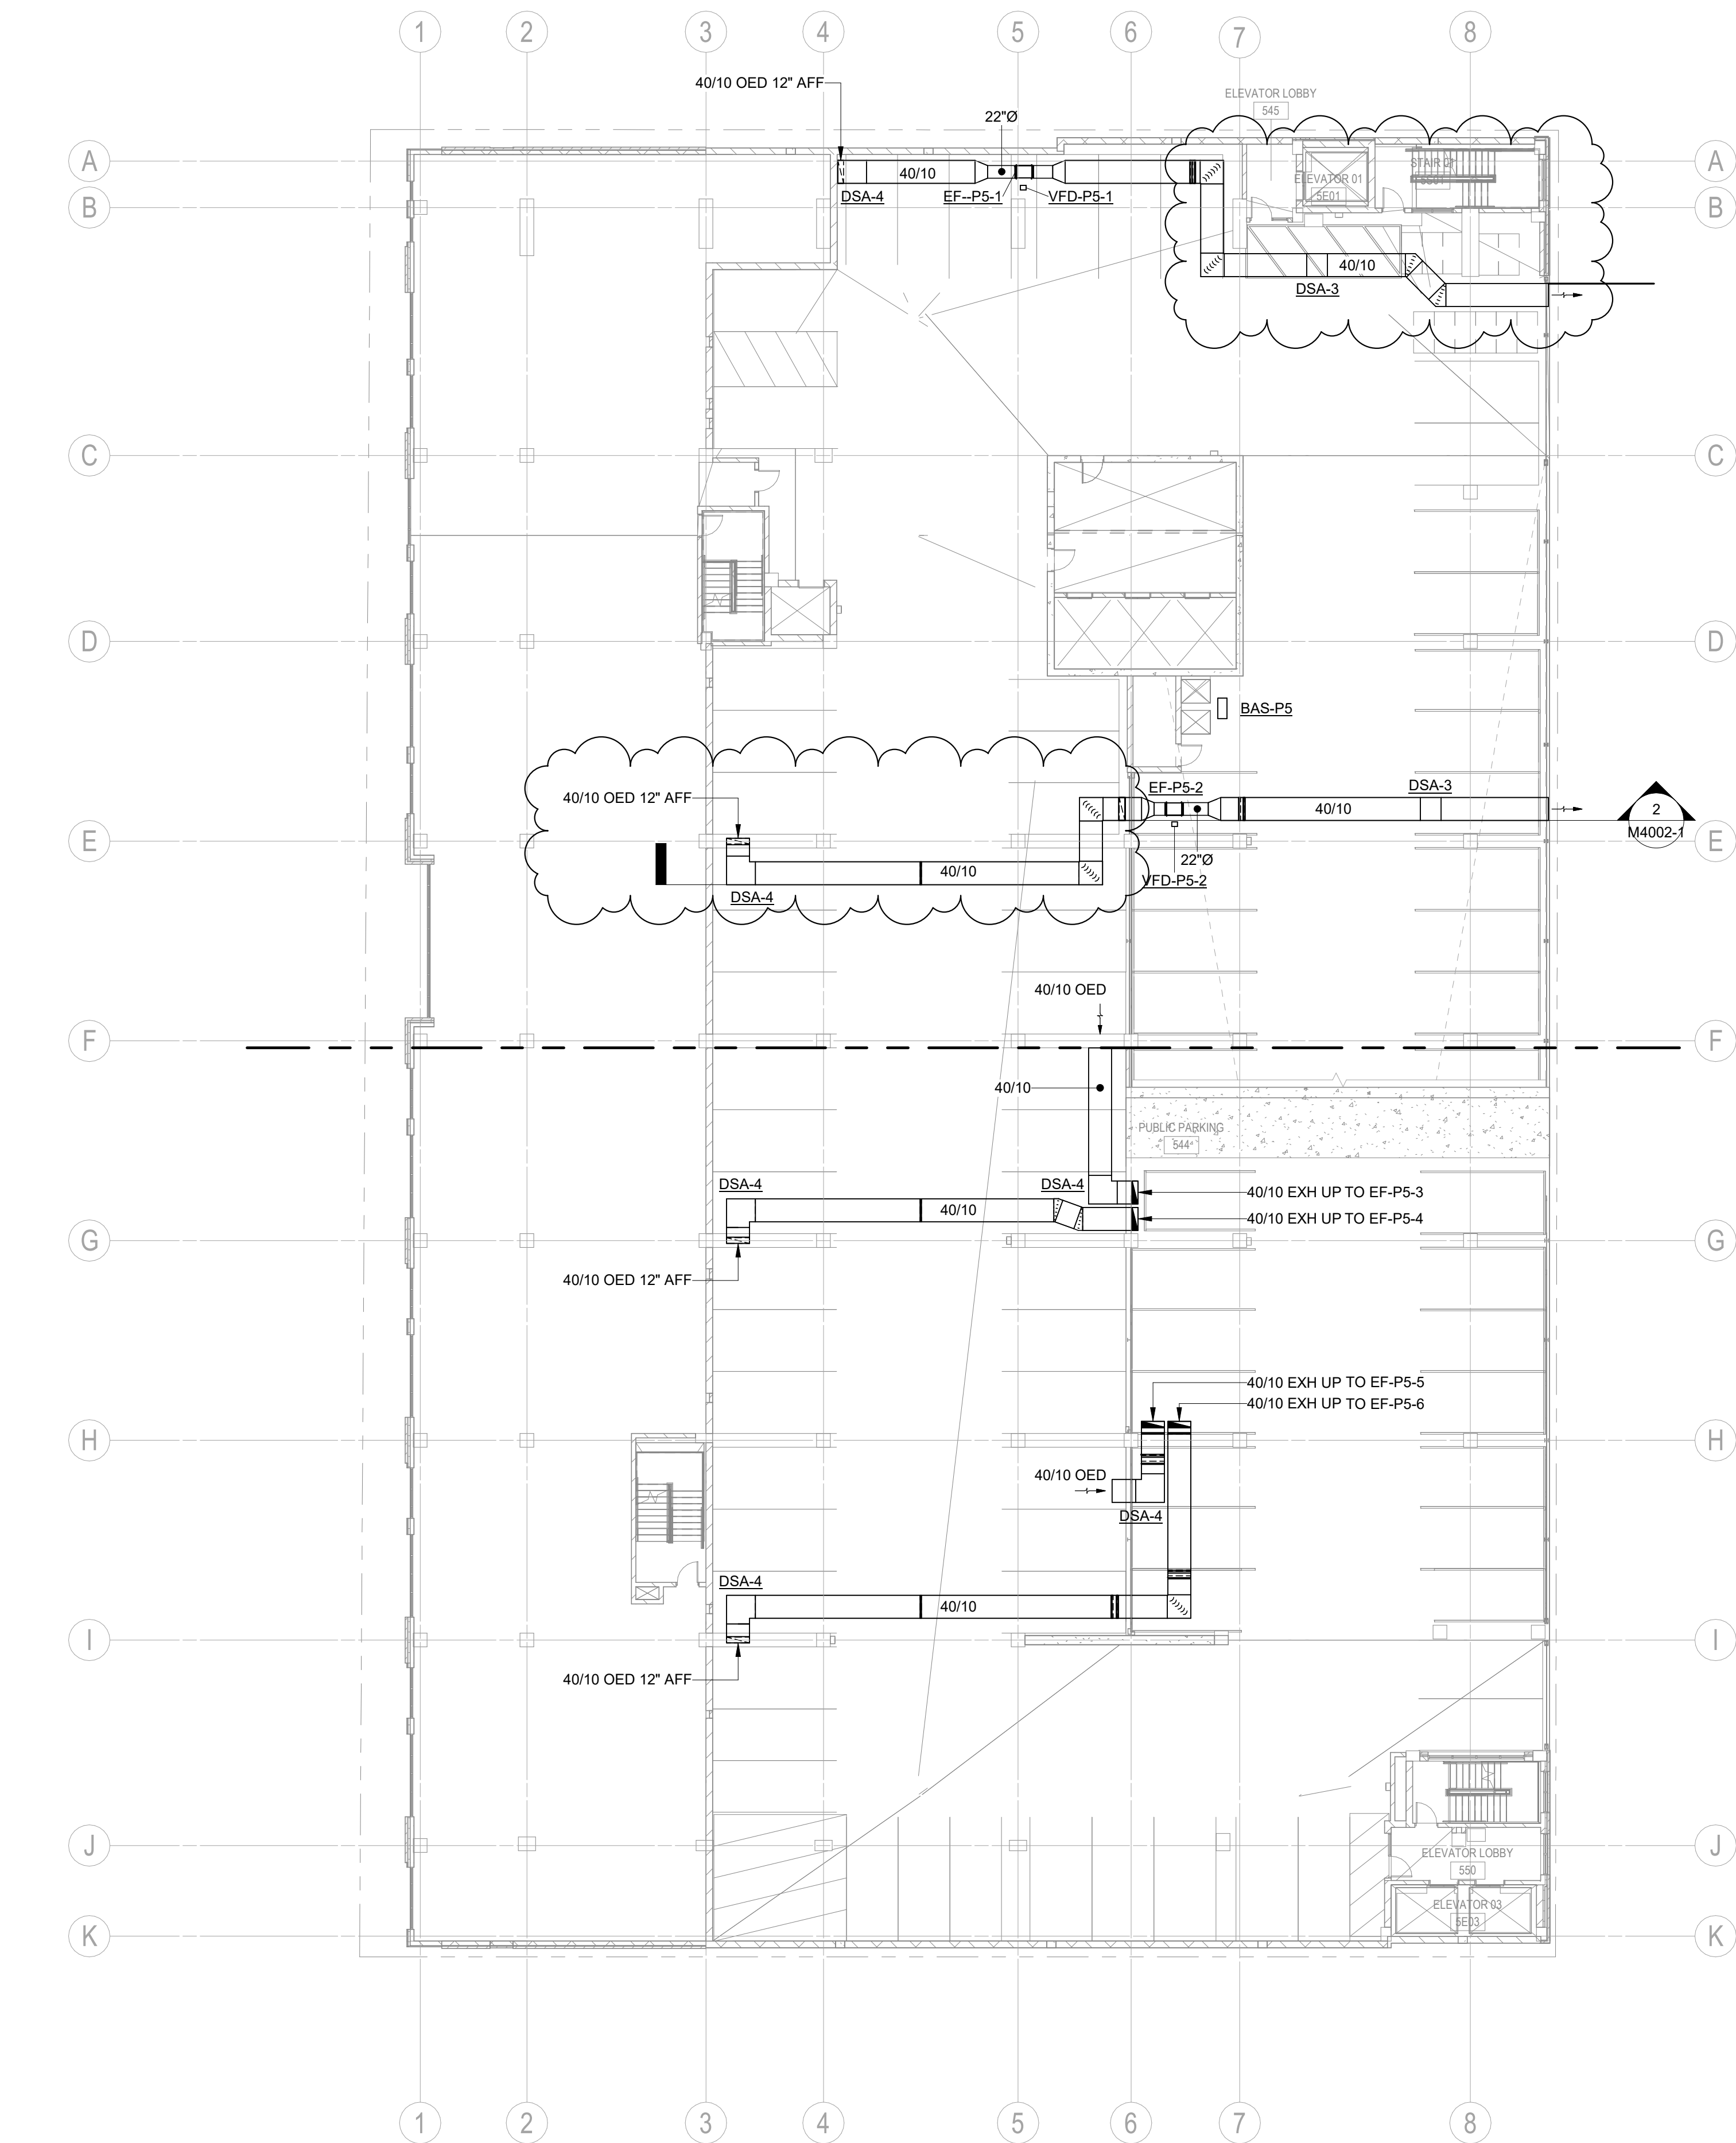 1 2 3 4 5 6 7 8
40/10 OED 12" AFF
ELEVATOR LOBBY
545
22"Ø
A
A
STAIR 01
5S01
40/10
ELEVATOR 01
5E01
DSA-4
EF--P5-1
VFD-P5-1
B
B
40/10
DSA-3
C
C
D
D
BAS-P5
EF-P5-2
DSA-3
40/10 OED 12" AFF
40/10
2
M4002-1
E
E
22"Ø
40/10
VFD-P5-2
DSA-4
40/10 OED
F
F
40/10
PUBLIC PARKING
544
DSA-4
DSA-4
40/10 EXH UP TO EF-P5-3
40/10
40/10 EXH UP TO EF-P5-4
G
G
40/10 OED 12" AFF
40/10 EXH UP TO EF-P5-5
40/10 EXH UP TO EF-P5-6
H
H
40/10 OED
DSA-4
DSA-4
40/10
I
I
40/10 OED 12" AFF
J
J
ELEVATOR LOBBY
550
ELEVATOR 03
5E03
K
K
1 2 3 4 5 6 7 8